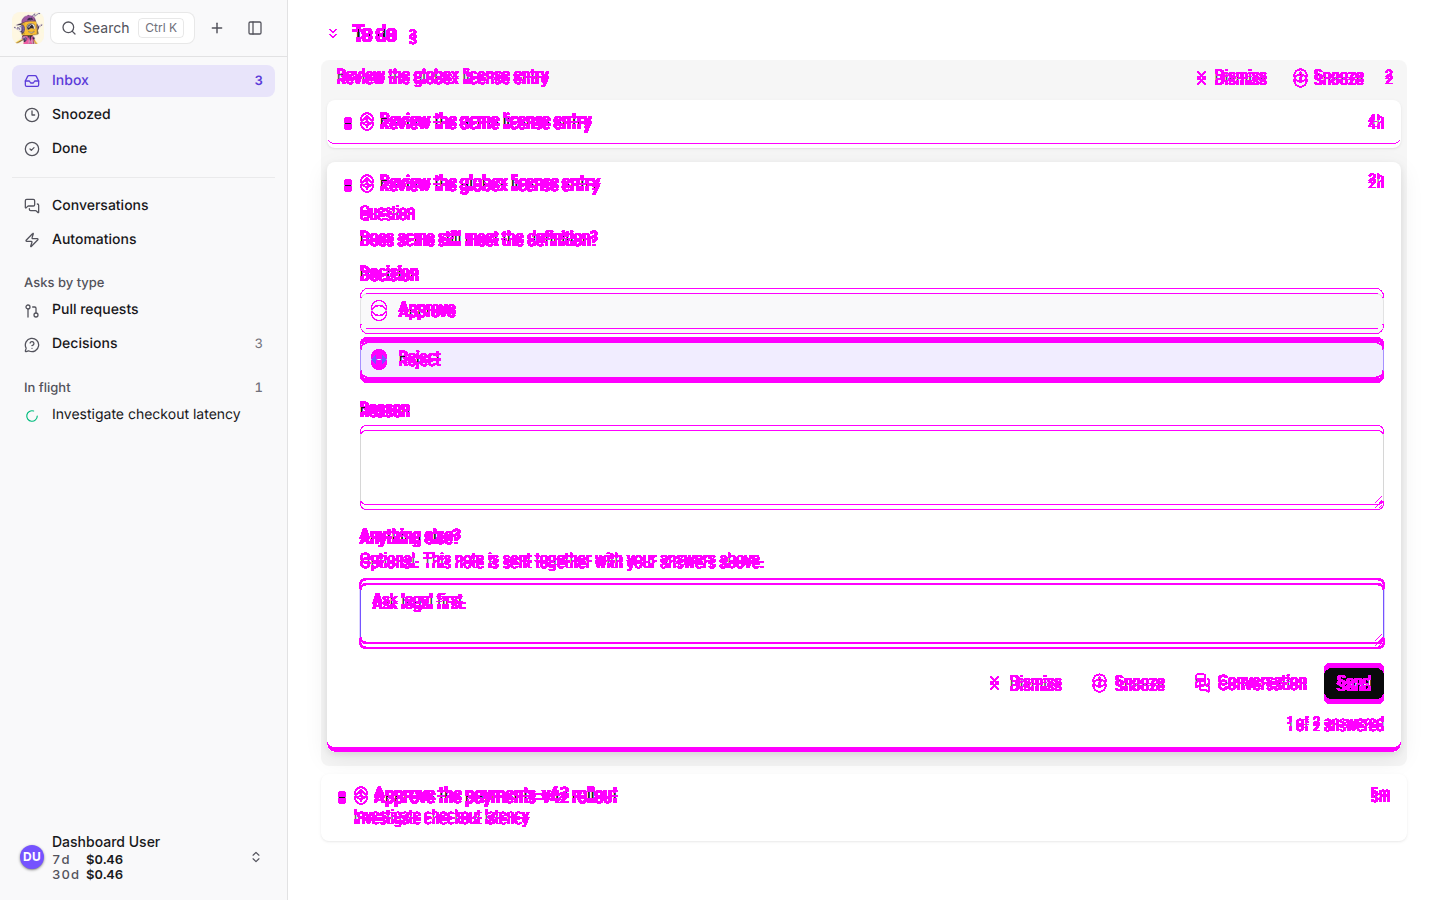 Search Ctrl K
Inbox 3
Snoozed
Done
Conversations
Automations
Asks by type
Pull requests
Decisions 3
In flight 1
Investigate checkout latency
Dashboard User
7d $0.46
30d $0.46
DU
To do 3
Review the globex license entry
Dismiss Snooze 2
Review the acme license entry
Review the globex license entry
Question
Does acme still meet the definition?
Decision
Approve
Reject
Reason
Anything else?
Optional. This note is sent together with your answers above.
Ask legal first.
Dismiss Snooze Conversation Send
1 of 2 answered
Approve the payments-v42 rollout 5m
Investigate checkout latency